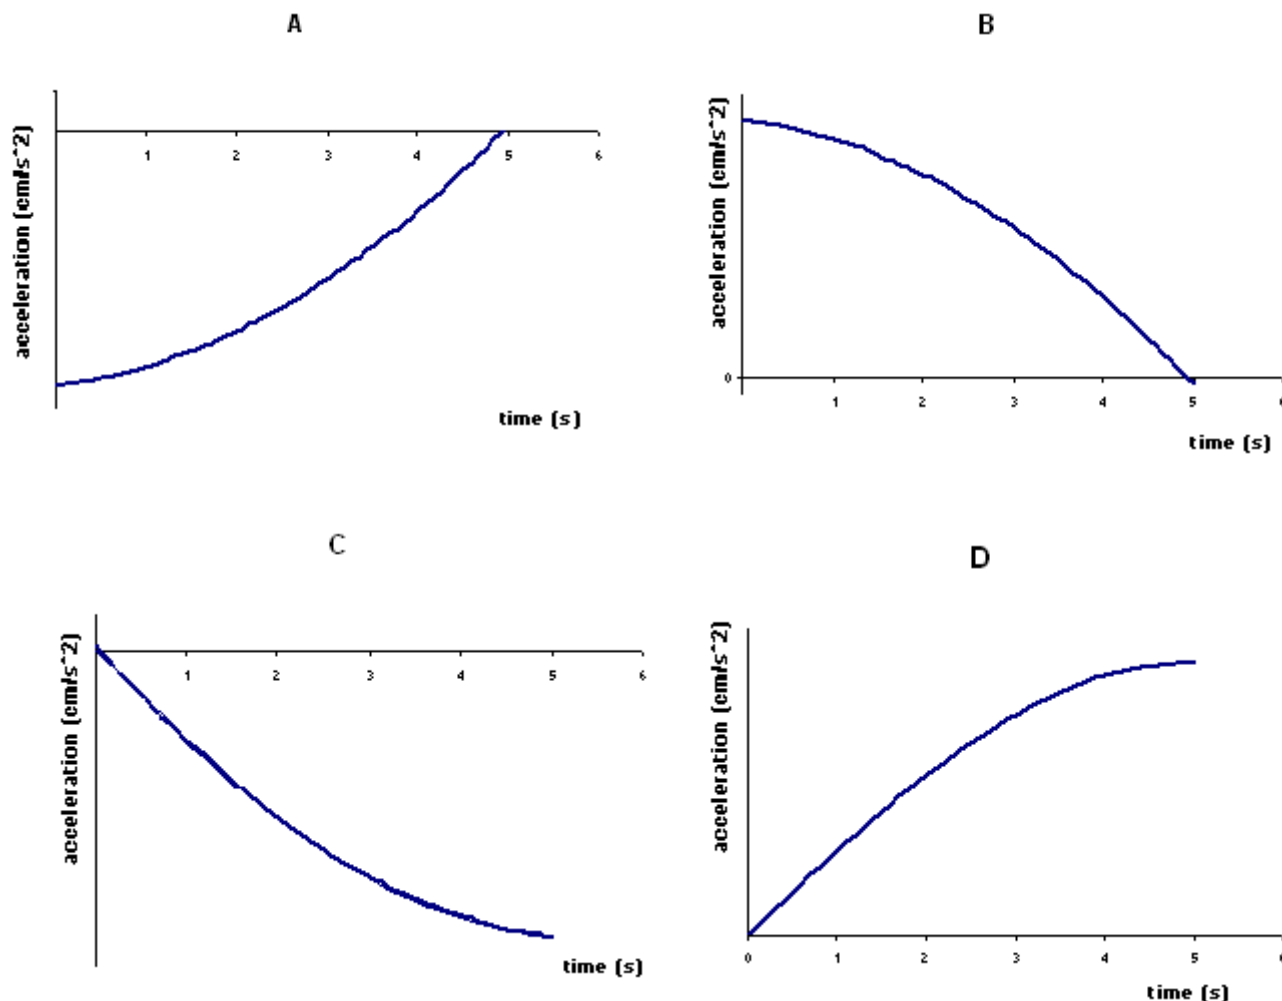 A
acceleration (cm/s^2)
1 2 3 4 5 6
time (s)
B
acceleration (cm/s^2)
0
1 2 3 4 5
time (s)
C
acceleration (cm/s^2)
1 2 3 4 5 6
time (s)
D
acceleration (cm/s^2)
0 1 2 3 4 5
time (s)